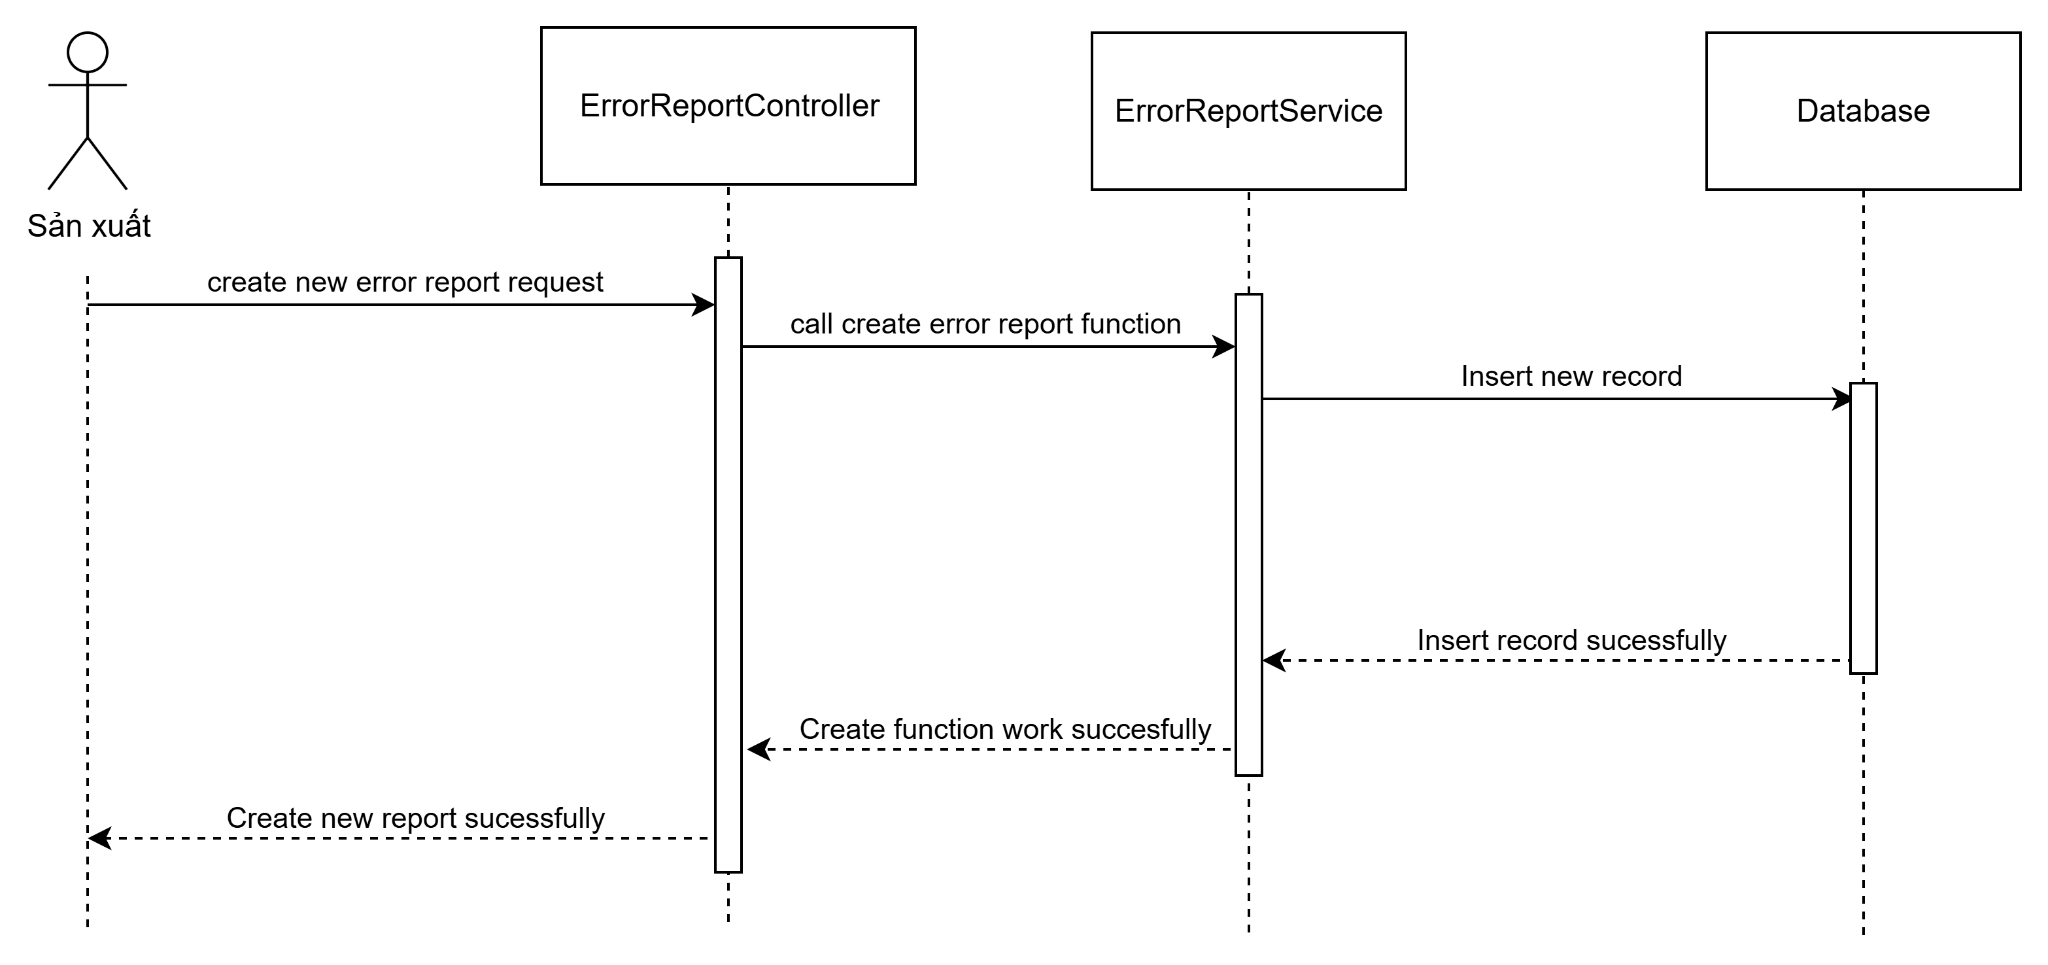 ErrorReportController
ErrorReportService
Database
Sản xuất
create new error report request
call create error report function
Insert new record
Insert record sucessfully
Create function work succesfully
Create new report sucessfully